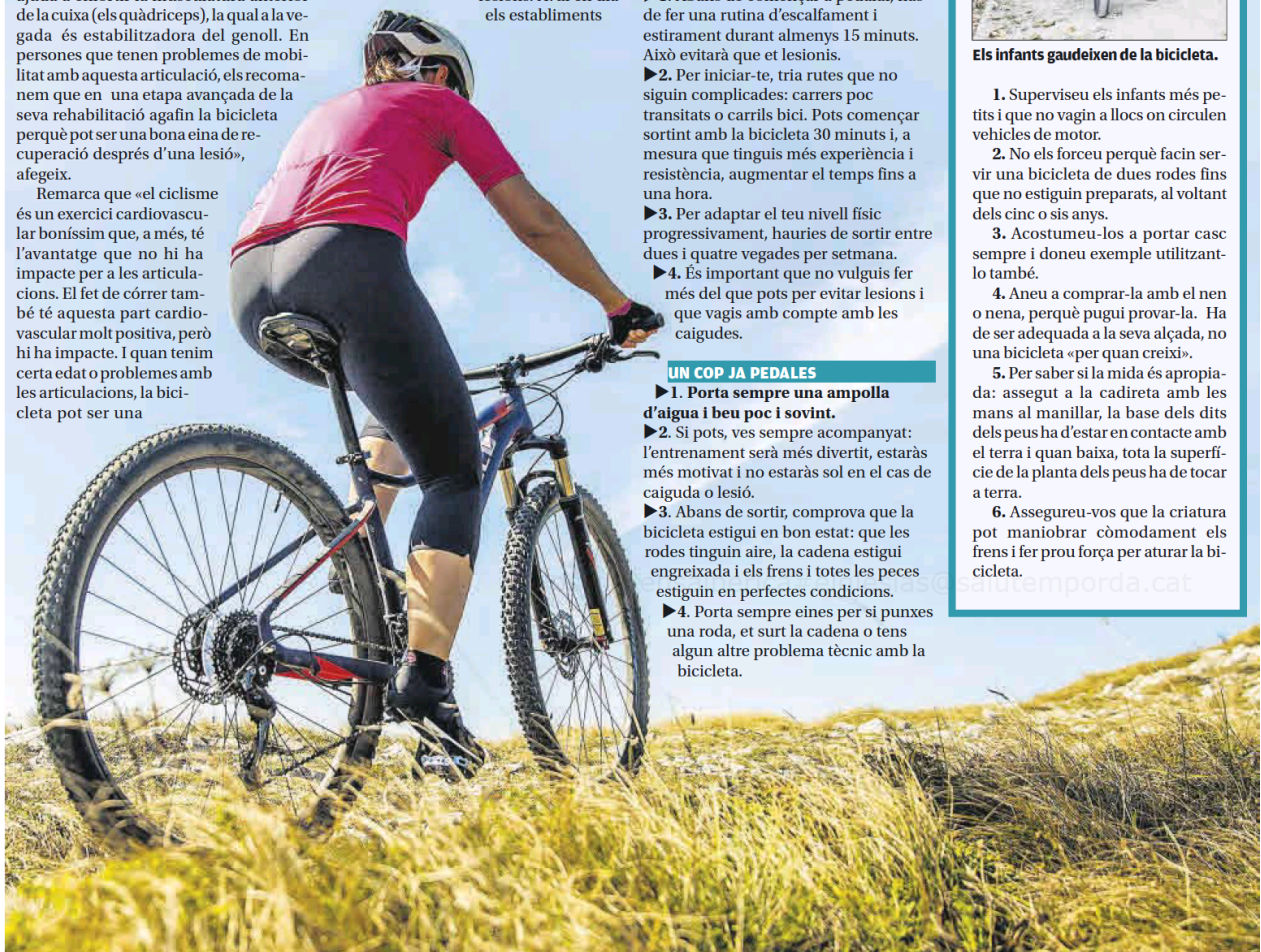 de la cuixa (els quàdriceps), la qual a la ve-
gada és estabilitzadora del genoll. En
persones que tenen problemes de mobi-
litat amb aquesta articulació, els recoma-
nem que en una etapa avançada de la
seva rehabilitació agafin la bicicleta
perquè pot ser una bona eina de re-
cuperació després d’una lesió»,
afegeix.
Remarca que «el ciclisme
és un exercici cardiovascu-
lar boníssim que, a més, té
l’avantatge que no hi ha
impacte per a les articula-
cions. El fet de córrer tam-
bé té aquesta part cardio-
vascular molt positiva, però
hi ha impacte. I quan tenim
certa edat o problemes amb
les articulacions, la bici-
cleta pot ser una
els establiments
de fer una rutina d’escalfament i
estirament durant almenys 15 minuts.
Això evitarà que et lesionis.
▶2. Per iniciar-te, tria rutes que no
siguin complicades: carrers poc
transitats o carrils bici. Pots començar
sortint amb la bicicleta 30 minuts i, a
mesura que tinguis més experiència i
resistència, augmentar el temps fins a
una hora.
▶3. Per adaptar el teu nivell físic
progressivament, hauries de sortir entre
dues i quatre vegades per setmana.
▶4. És important que no vulguis fer
més del que pots per evitar lesions i
que vagis amb compte amb les
caigudes.
UN COP JA PEDALES
▶1. Porta sempre una ampolla
d’aigua i beu poc i sovint.
▶2. Si pots, ves sempre acompanyat:
l’entrenament serà més divertit, estaràs
més motivat i no estaràs sol en el cas de
caiguda o lesió.
▶3. Abans de sortir, comprova que la
bicicleta estigui en bon estat: que les
rodes tinguin aire, la cadena estigui
engreixada i els frens i totes les peces
estiguin en perfectes condicions.
▶4. Porta sempre eines per si punxes
una roda, et surt la cadena o tens
algun altre problema tècnic amb la
bicicleta.
Els infants gaudeixen de la bicicleta.
1. Superviseu els infants més pe-
tits i que no vagin a llocs on circulen
vehicles de motor.
2. No els forceu perquè facin ser-
vir una bicicleta de dues rodes fins
que no estiguin preparats, al voltant
dels cinc o sis anys.
3. Acostumeu-los a portar casc
sempre i doneu exemple utilitzant-
lo també.
4. Aneu a comprar-la amb el nen
o nena, perquè pugui provar-la. Ha
de ser adequada a la seva alçada, no
una bicicleta «per quan creixi».
5. Per saber si la mida és apropia-
da: assegut a la cadireta amb les
mans al manillar, la base dels dits
dels peus ha d’estar en contacte amb
el terra i quan baixa, tota la superfí-
cie de la planta dels peus ha de tocar
a terra.
6. Assegureu-vos que la criatura
pot maniobrar còmodament els
frens i fer prou força per aturar la bi-
cicleta.
@salutemporda.cat